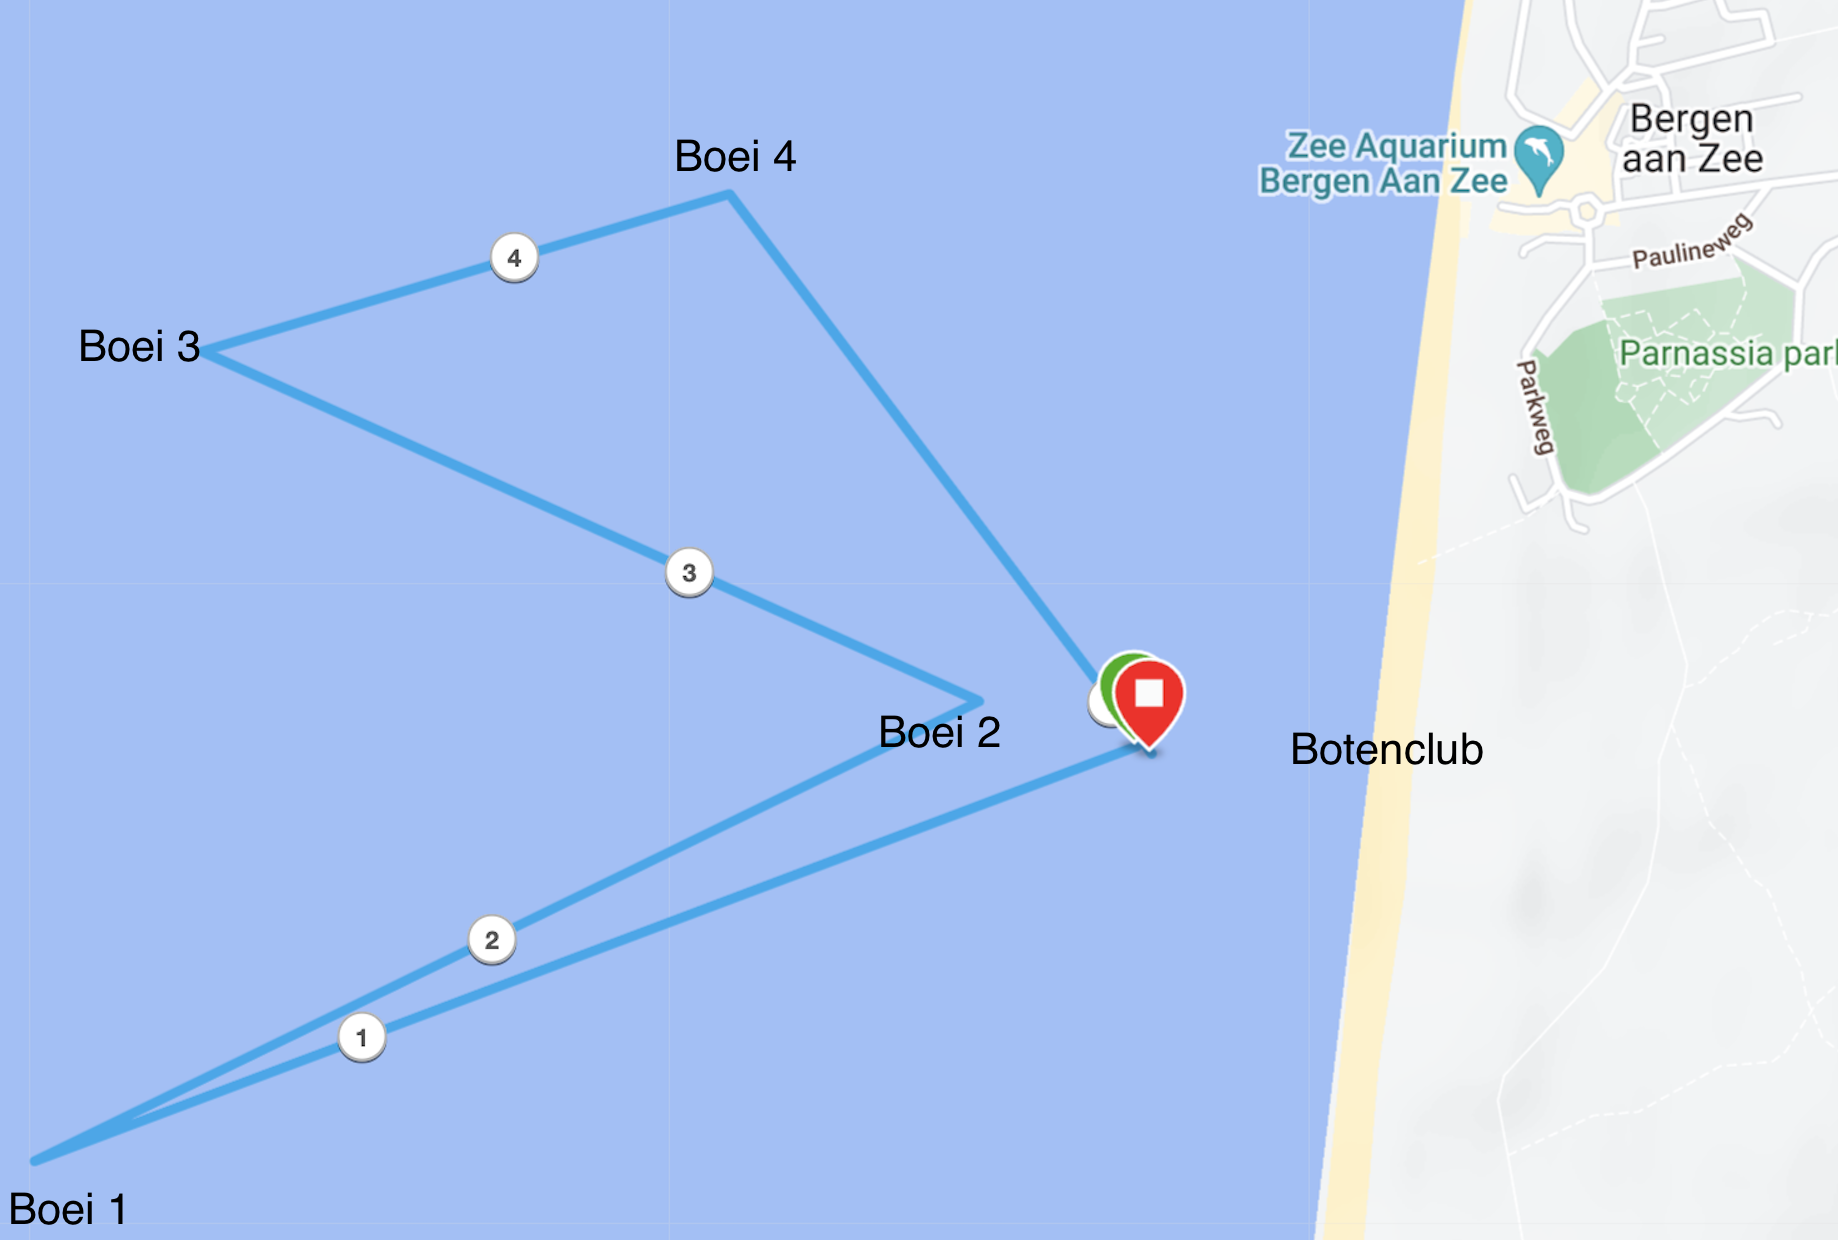 Bergen
aan Zee
Zee Aquarium
Bergen Aan Zee
Boei 4
Paulineweg
4
Boei 3
Parnassia park
Parkweg
3
Boei 2
Botenclub
2
1
Boei 1